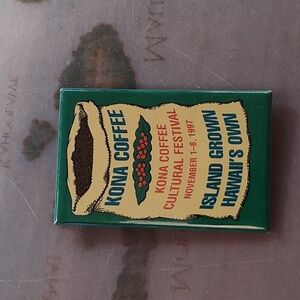 KONA COFFEE
KONA COFFEE
CULTURAL FESTIVAL
NOVEMBER 1-8, 1997
ISLAND GROWN
HAWAII'S OWN